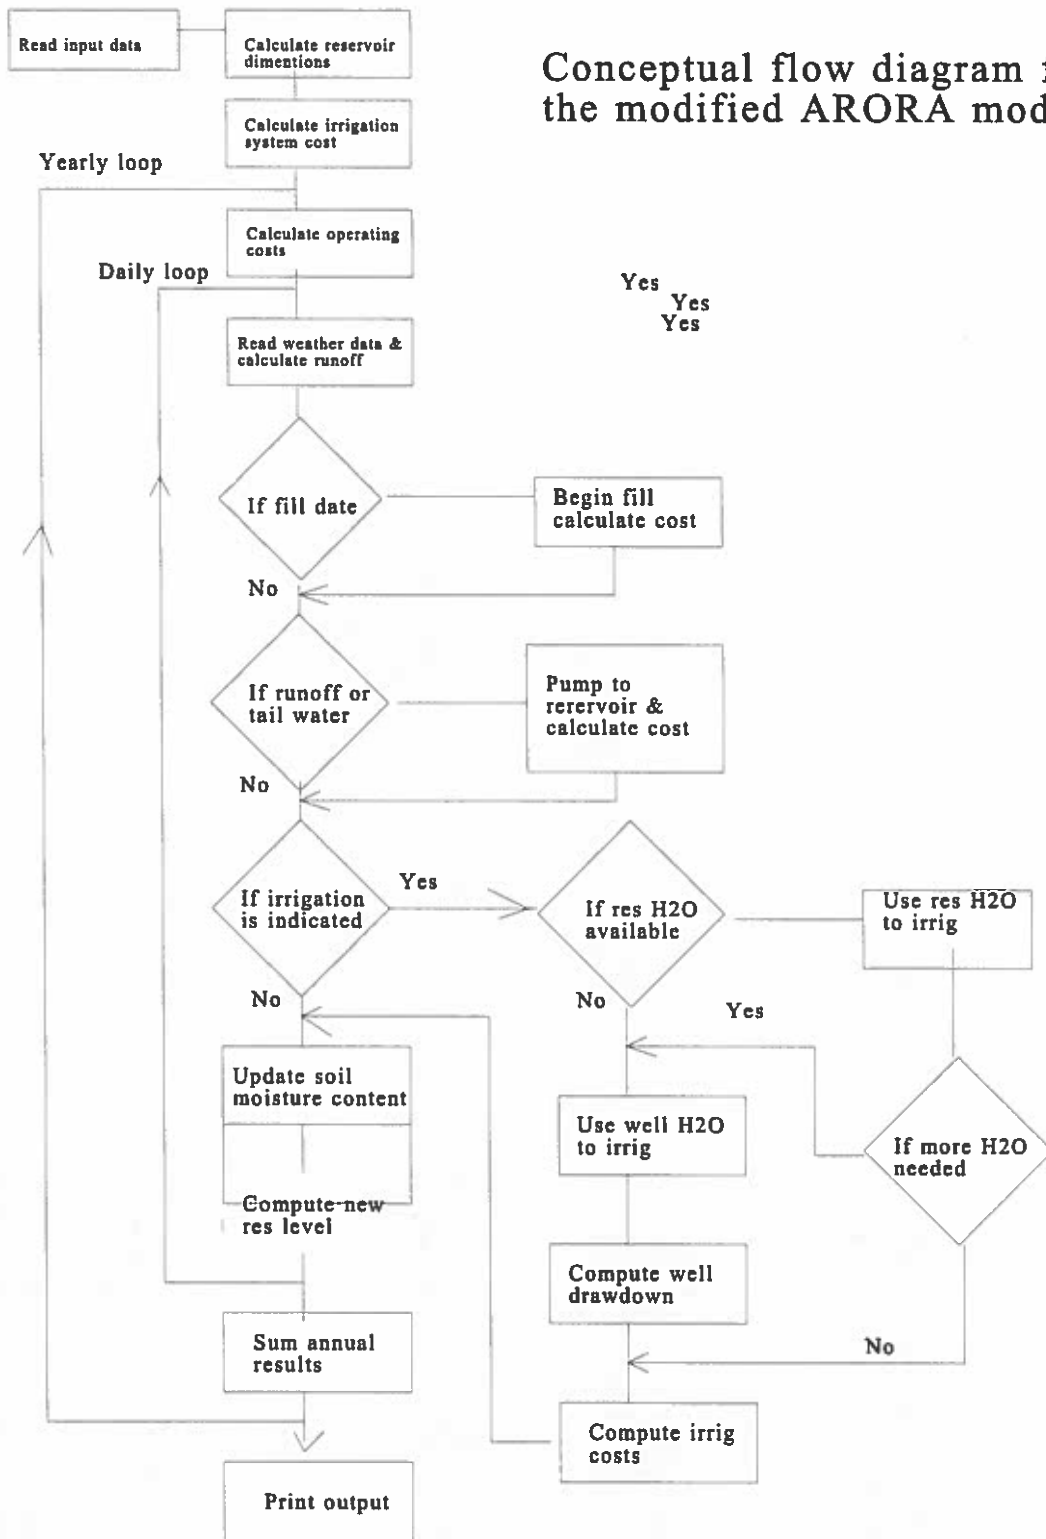 Conceptual flow diagram
the modified ARORA
Read input data
Calculate reservoir
dimentions
Calculate irrigation
system cost
Yearly loop
Calculate operating
costs
Daily loop
Yes
Yes
Yes
Read weather data &
calculate runoff
If fill date
Begin fill
calculate cost
No
If runoff or
tail water
Pump to
rerervoir &
calculate cost
No
If irrigation
is indicated
Yes
If res H2O
available
Use res H2O
to irrig
No
No
Yes
Update soil
moisture content
Use well H2O
to irrig
If more H2O
needed
Compute new
res level
Compute well
drawdown
Sum annual
results
No
Compute irrig
costs
Print output